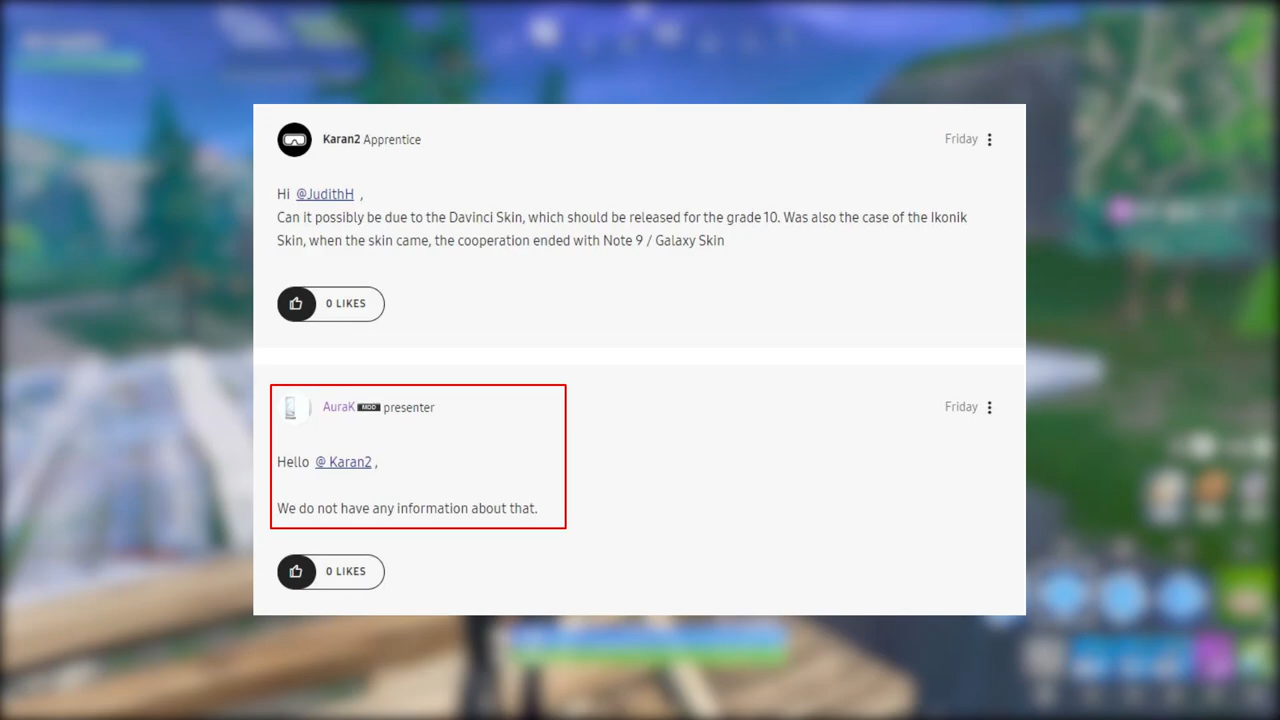 Karan2 Apprentice
Friday
Hi @JudithH ,
Can it possibly be due to the Davinci Skin, which should be released for the grade 10. Was also the case of the Ikonik
Skin, when the skin came, the cooperation ended with Note 9 / Galaxy Skin
0 LIKES
AuraK MOD presenter
Friday
Hello @ Karan2 ,
We do not have any information about that.
0 LIKES